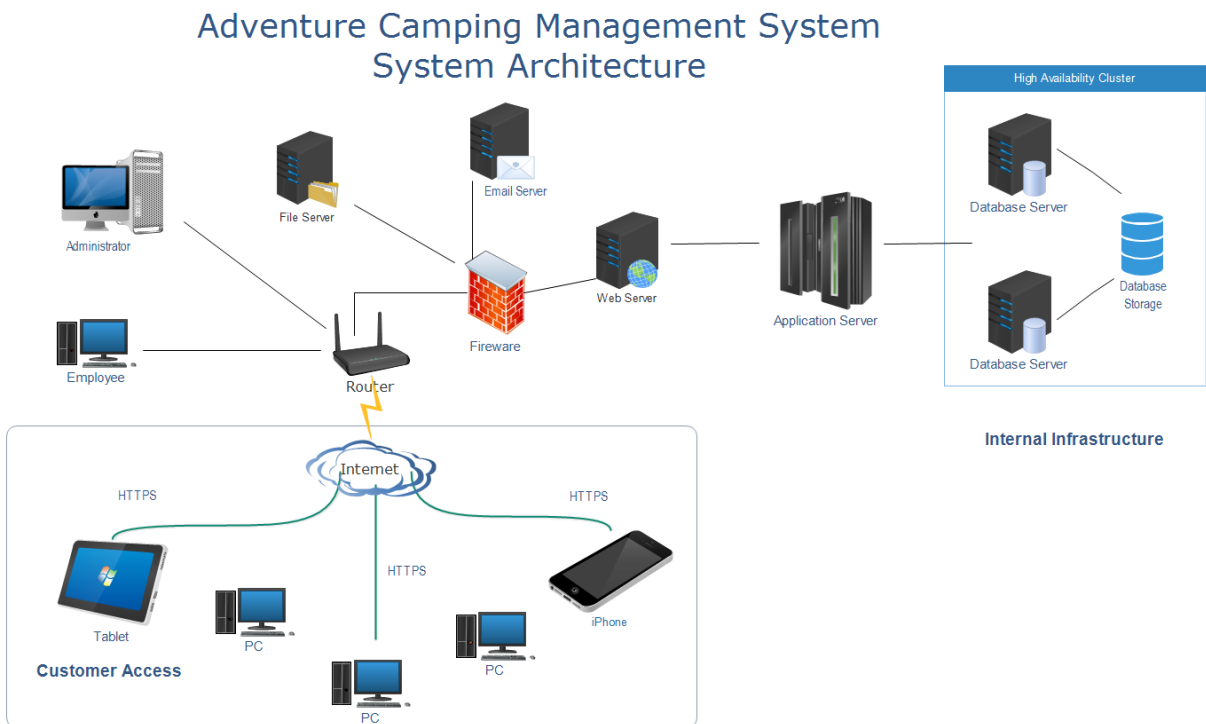 Adventure Camping Management System
System Architecture
High Availability Cluster
Administrator
File Server
Email Server
Web Server
Application Server
Database Server
Database
Storage
Database Server
Employee
Router
Fireware
Internal Infrastructure
Internet
HTTPS
HTTPS
HTTPS
Tablet
PC
PC
PC
iPhone
Customer Access